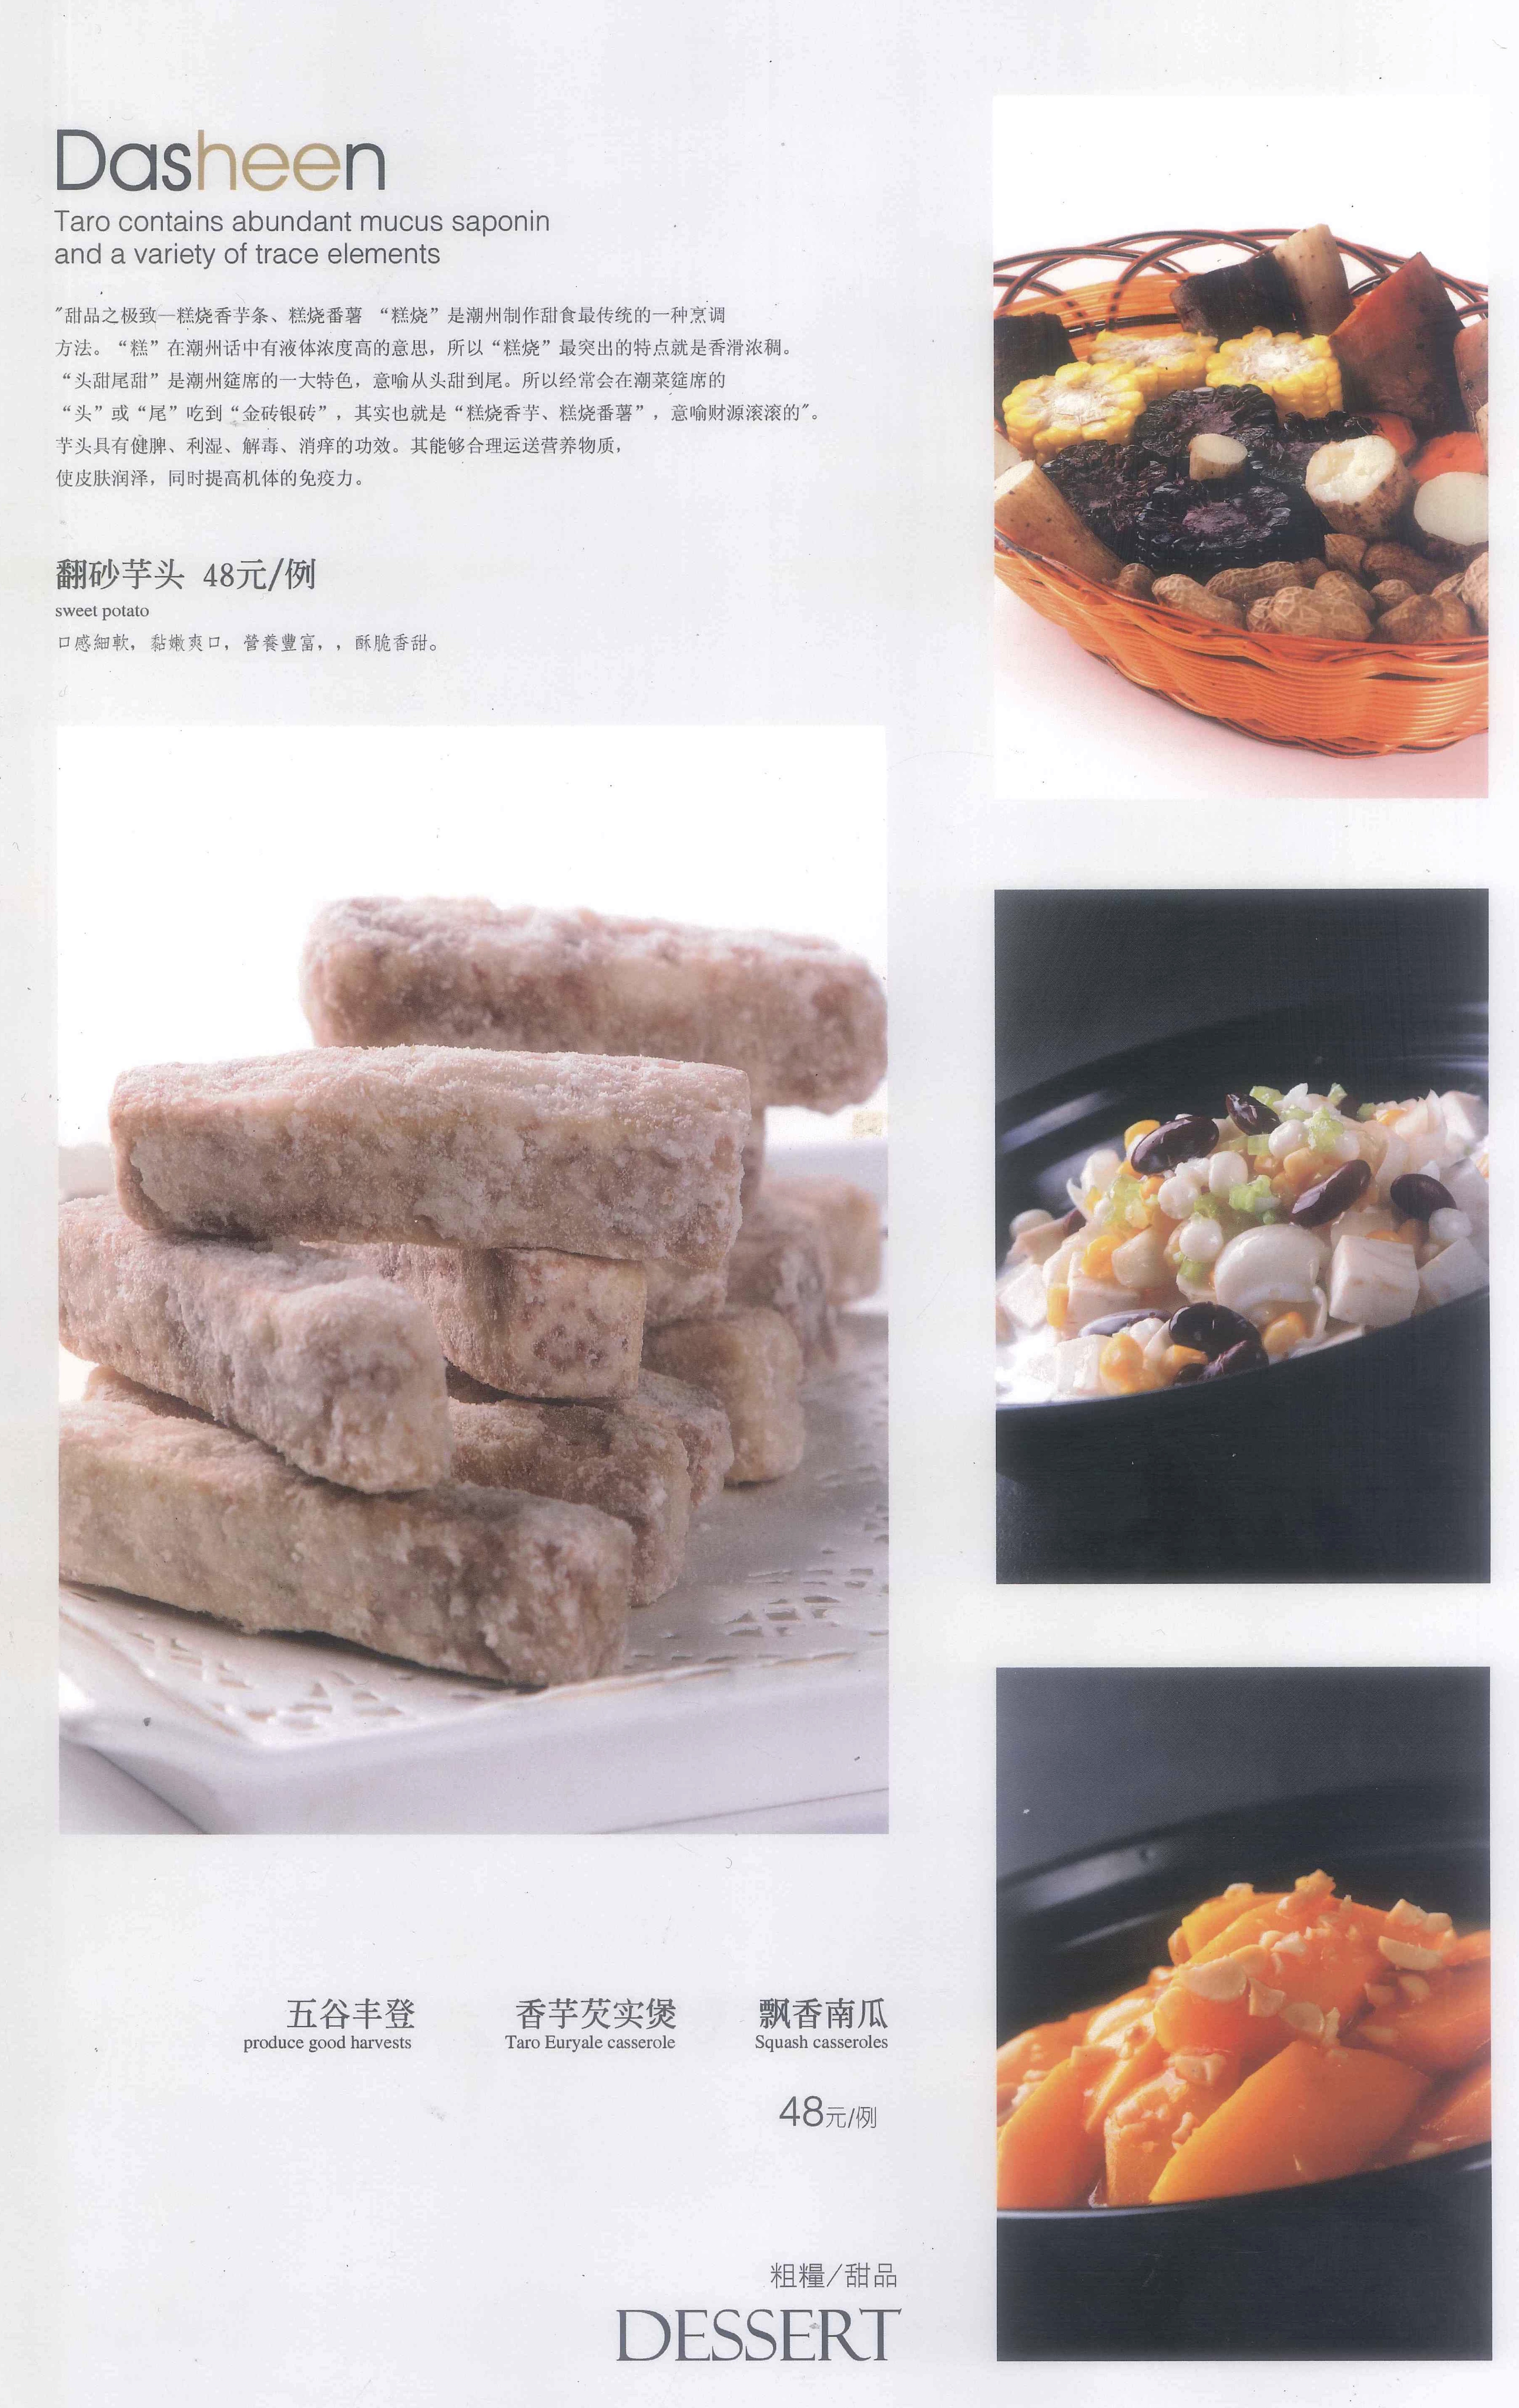 Dasheen
Taro contains abundant mucus saponin
and a variety of trace elements
"甜品之极致—糕烧香芋条、糕烧番薯 “糕烧”是潮州制作甜食最传统的一种烹调
方法。“糕”在潮州话中有液体浓度高的意思，所以“糕烧”最突出的特点就是香滑浓稠。
“头甜尾甜”是潮州筵席的一大特色，意喻从头甜到尾。所以经常会在潮菜筵席的
“头”或“尾”吃到“金砖银砖”，其实也就是“糕烧香芋、糕烧番薯”，意喻财源滚滚的"。
芋头具有健脾、利湿、解毒、消痒的功效。其能够合理运送营养物质，
使皮肤润泽，同时提高机体的免疫力。
翻砂芋头 48元/例
sweet potato
口感細軟，黏嫩爽口，營養豐富，，酥脆香甜。
五谷丰登 香芋芡实煲 飘香南瓜
produce good harvests Taro Euryale casserole Squash casseroles
48元/例
粗糧/甜品
DESSERT